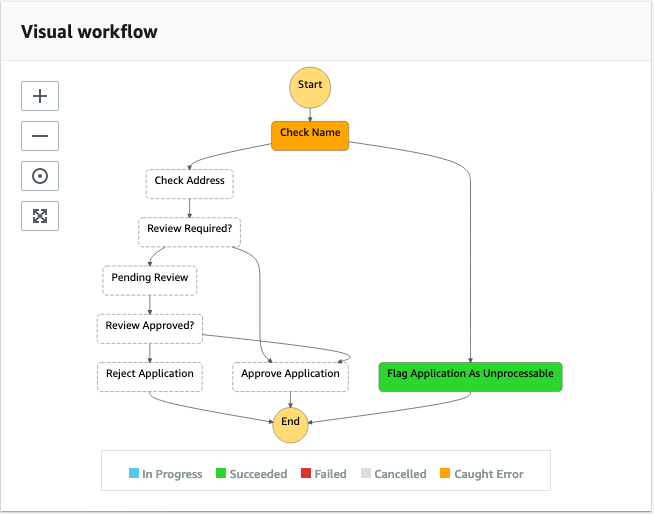 Visual workflow
Start
Check Name
Check Address
Review Required?
Pending Review
Review Approved?
Reject Application
Approve Application
Flag Application As Unprocessable
End
In Progress
Succeeded
Failed
Cancelled
Caught Error